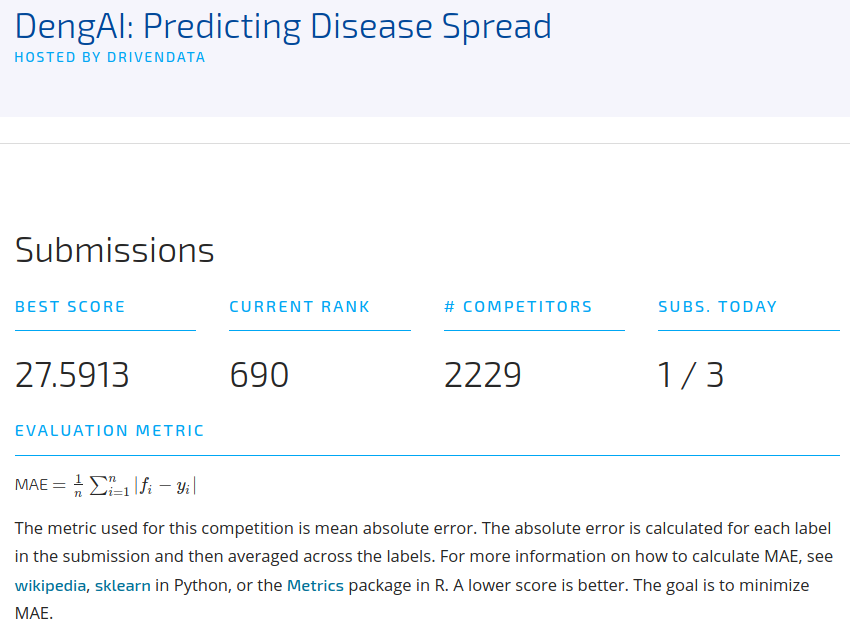 DengAI: Predicting Disease Spread
HOSTED BY DRIVENDATA
Submissions
BEST SCORE CURRENT RANK # COMPETITORS SUBS. TODAY
27.5913 690 2229 1 / 3
EVALUATION METRIC
MAE = 1/n ∑ⁿᵢ₌₁ |fᵢ − yᵢ|
The metric used for this competition is mean absolute error. The absolute error is calculated for each label
in the submission and then averaged across the labels. For more information on how to calculate MAE, see
wikipedia, sklearn in Python, or the Metrics package in R. A lower score is better. The goal is to minimize
MAE.